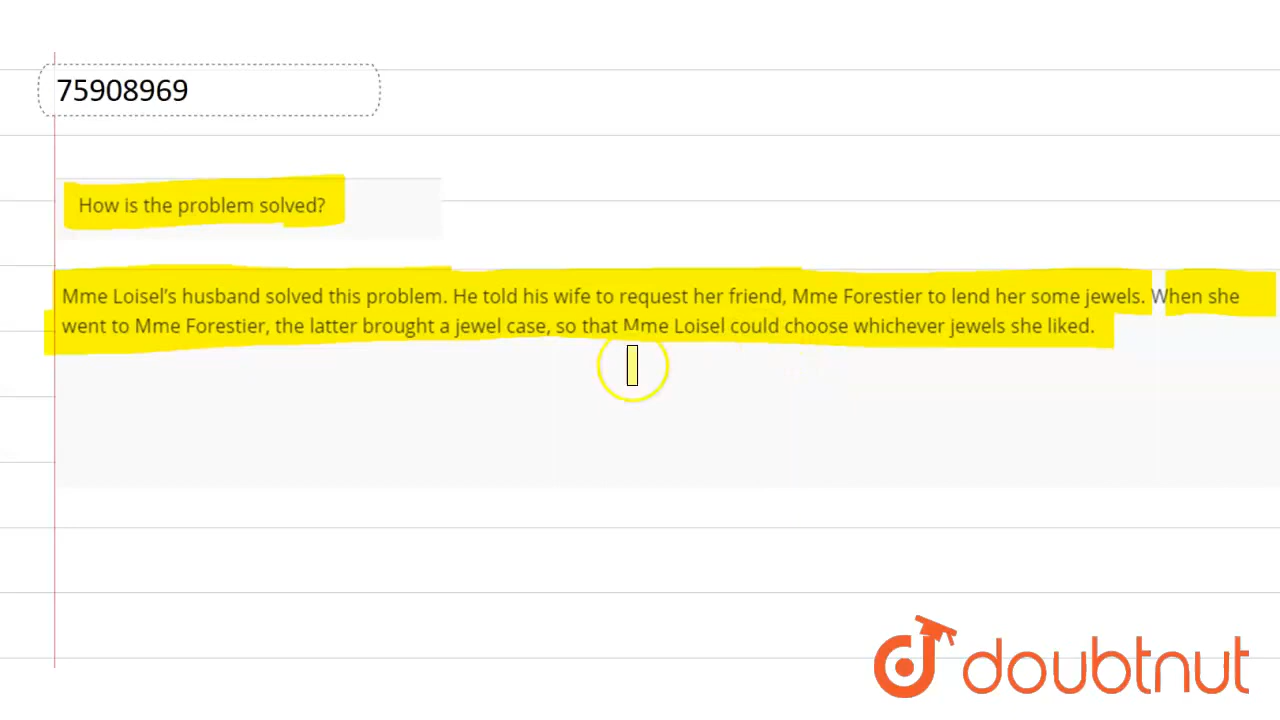 75908969
How is the problem solved?
Mme Loisel’s husband solved this problem. He told his wife to request her friend, Mme Forestier to lend her some jewels. When she
went to Mme Forestier, the latter brought a jewel case, so that Mme Loisel could choose whichever jewels she liked.
doubtnut